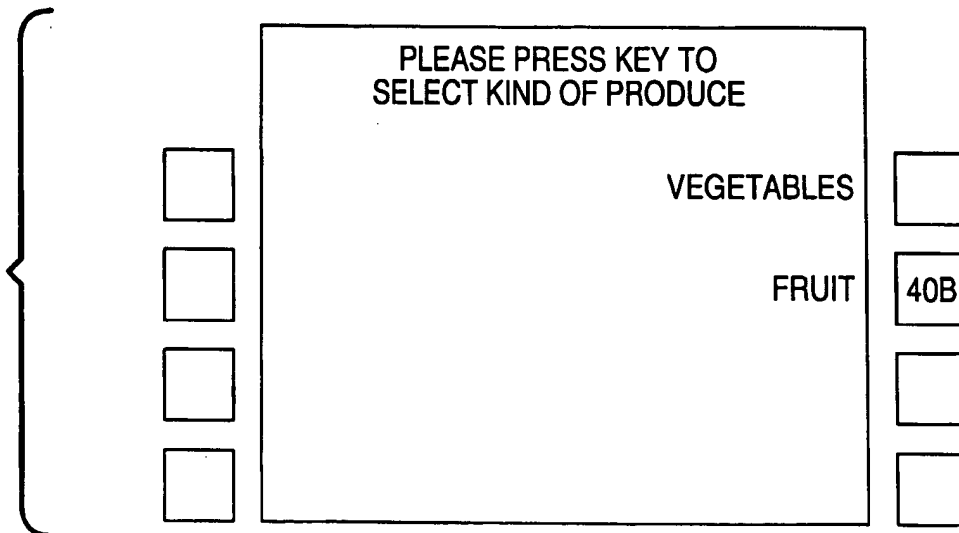 PLEASE PRESS KEY TO
SELECT KIND OF PRODUCE
VEGETABLES
FRUIT 40B